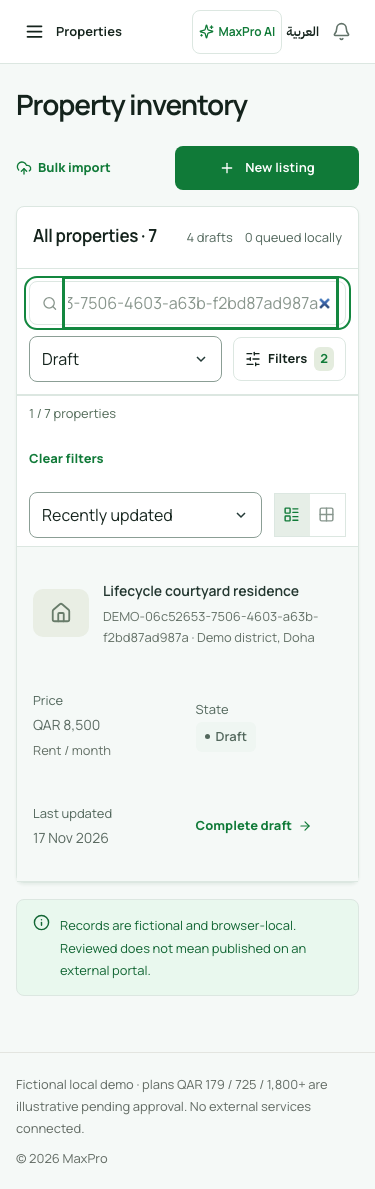 Properties
MaxPro AI
العربية
Property inventory
Bulk import
New listing
All properties · 7
4 drafts
0 queued locally
3-7506-4603-a63b-f2bd87ad987a
Draft
Filters
2
1 / 7 properties
Clear filters
Recently updated
Lifecycle courtyard residence
DEMO-06c52653-7506-4603-a63b-
f2bd87ad987a · Demo district, Doha
Price
QAR 8,500
Rent / month
State
Draft
Last updated
17 Nov 2026
Complete draft
Records are fictional and browser-local.
Reviewed does not mean published on an
external portal.
Fictional local demo · plans QAR 179 / 725 / 1,800+ are
illustrative pending approval. No external services
connected.
© 2026 MaxPro